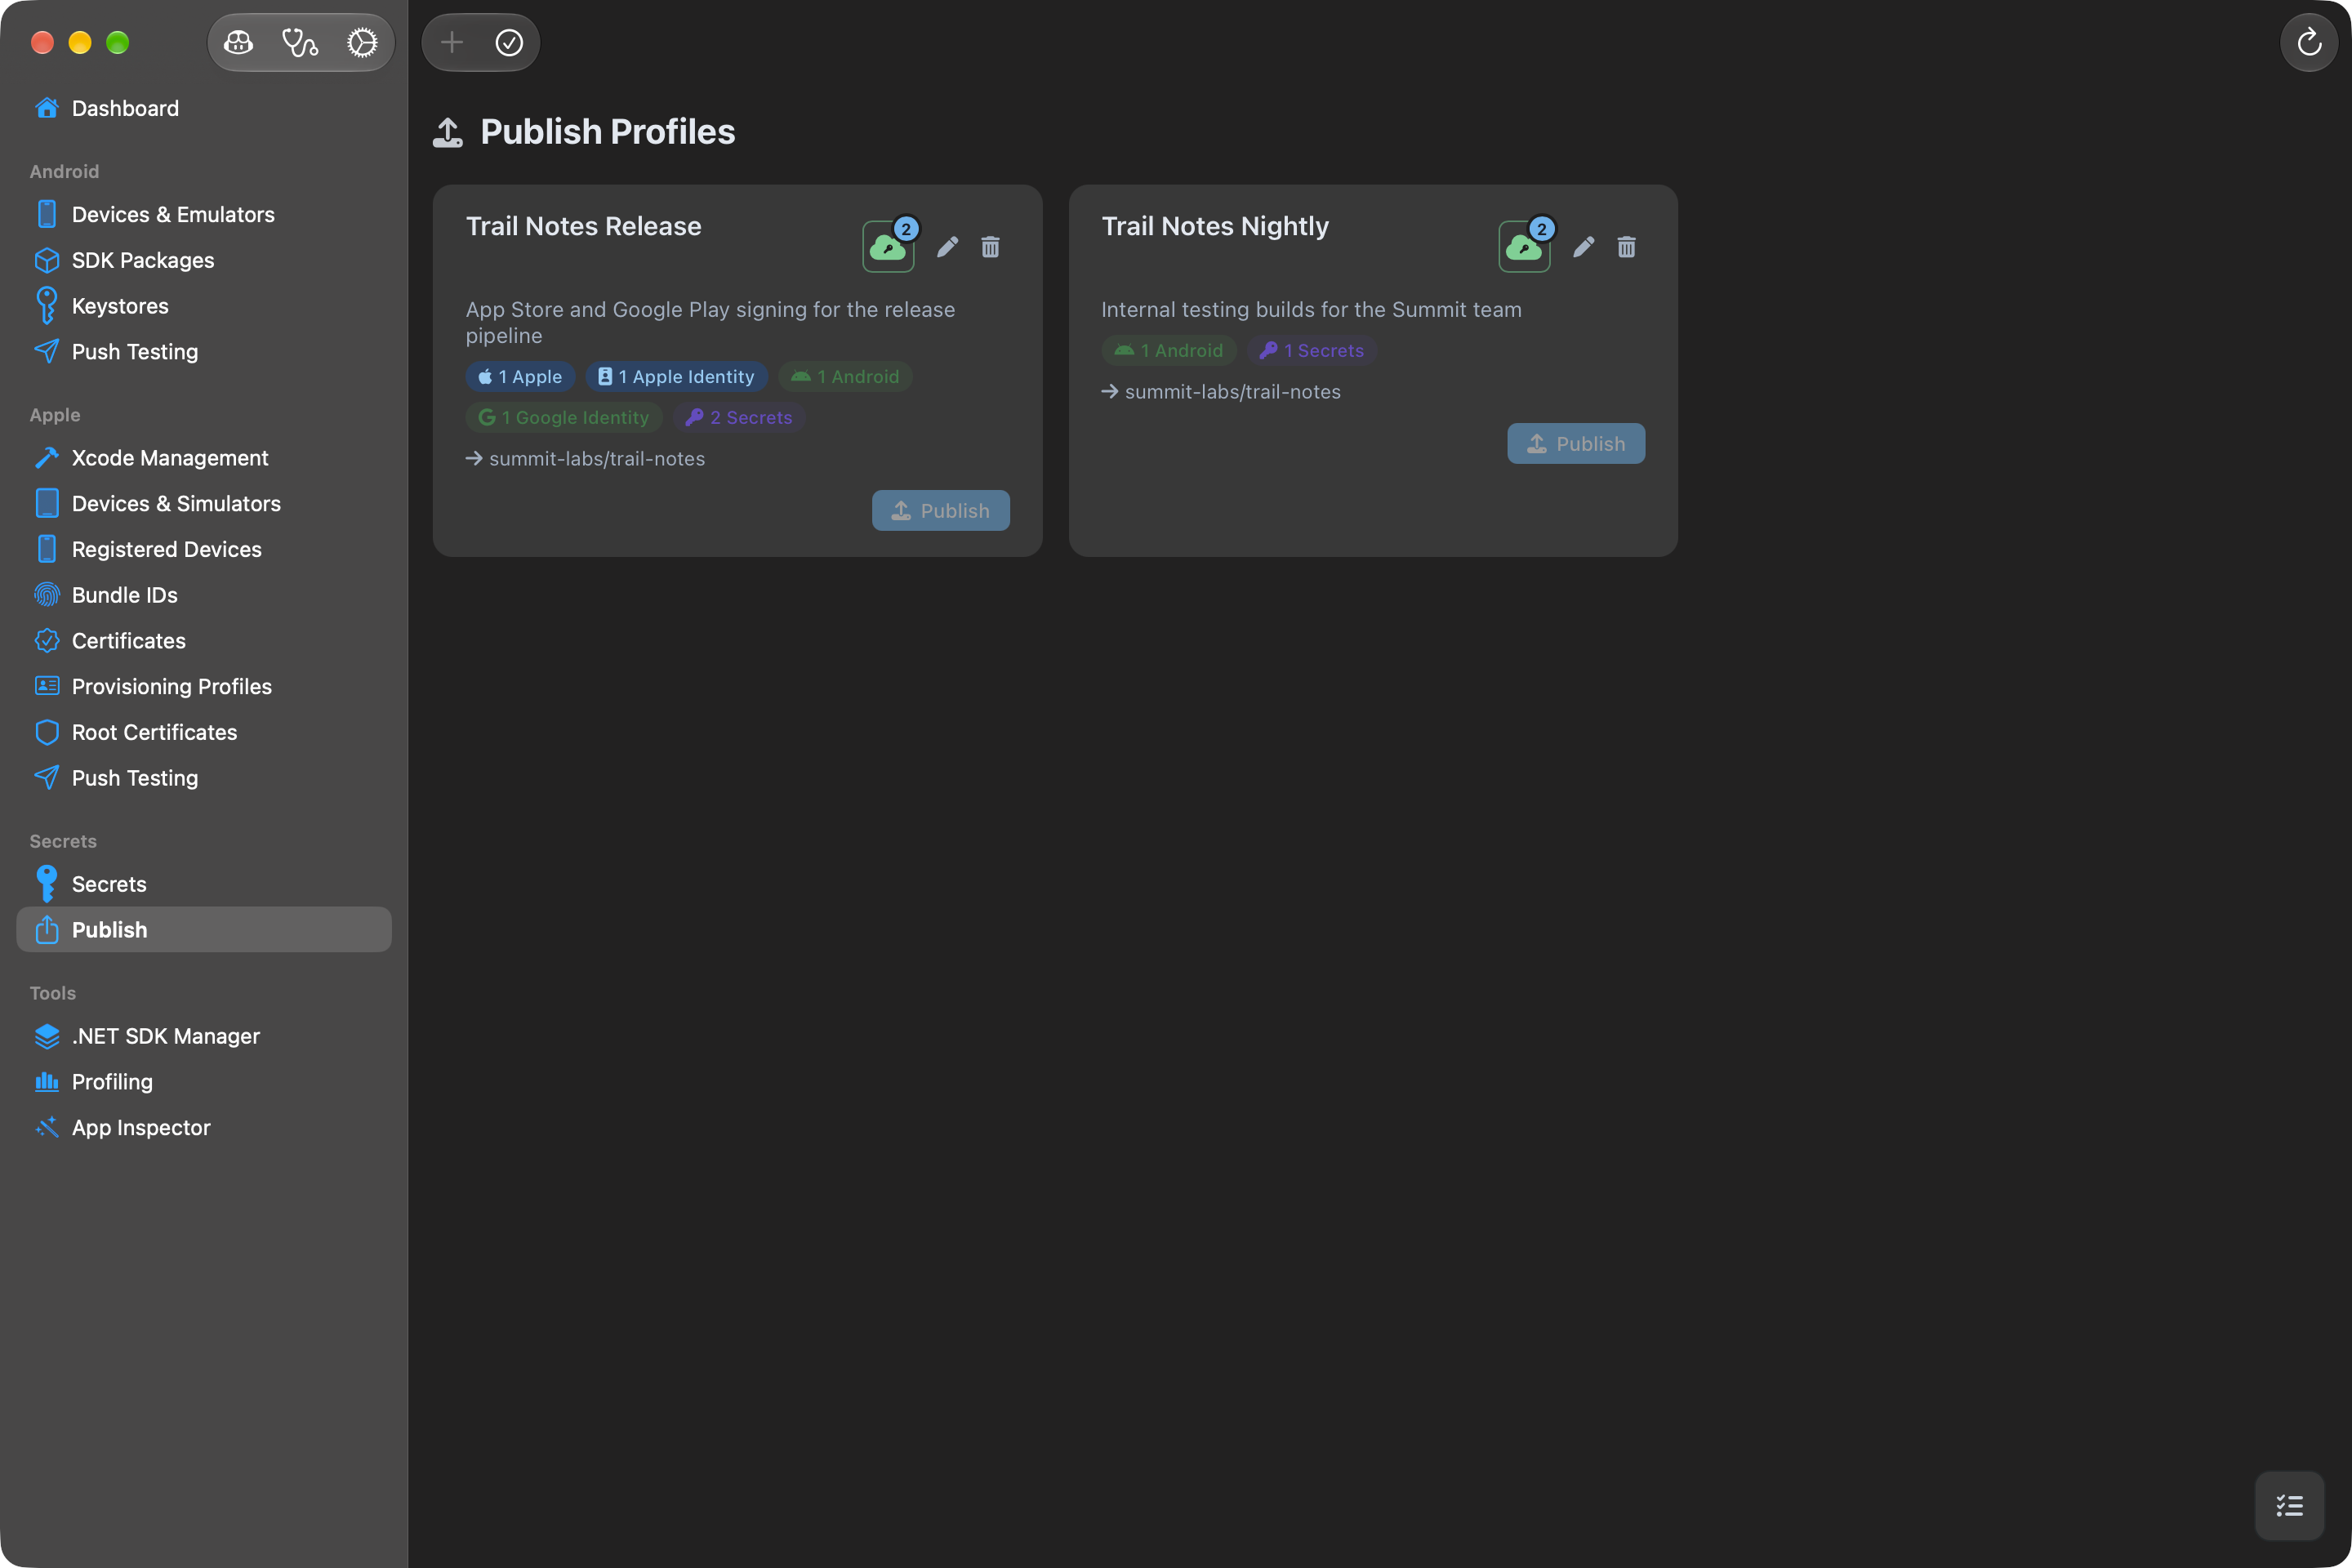 Dashboard
Android
Devices & Emulators
SDK Packages
Keystores
Push Testing
Apple
Xcode Management
Devices & Simulators
Registered Devices
Bundle IDs
Certificates
Provisioning Profiles
Root Certificates
Push Testing
Secrets
Secrets
Publish
Tools
.NET SDK Manager
Profiling
App Inspector
Publish Profiles
Trail Notes Release
2
App Store and Google Play signing for the release
pipeline
1 Apple
1 Apple Identity
1 Android
1 Google Identity
2 Secrets
summit-labs/trail-notes
Publish
Trail Notes Nightly
2
Internal testing builds for the Summit team
1 Android
1 Secrets
summit-labs/trail-notes
Publish